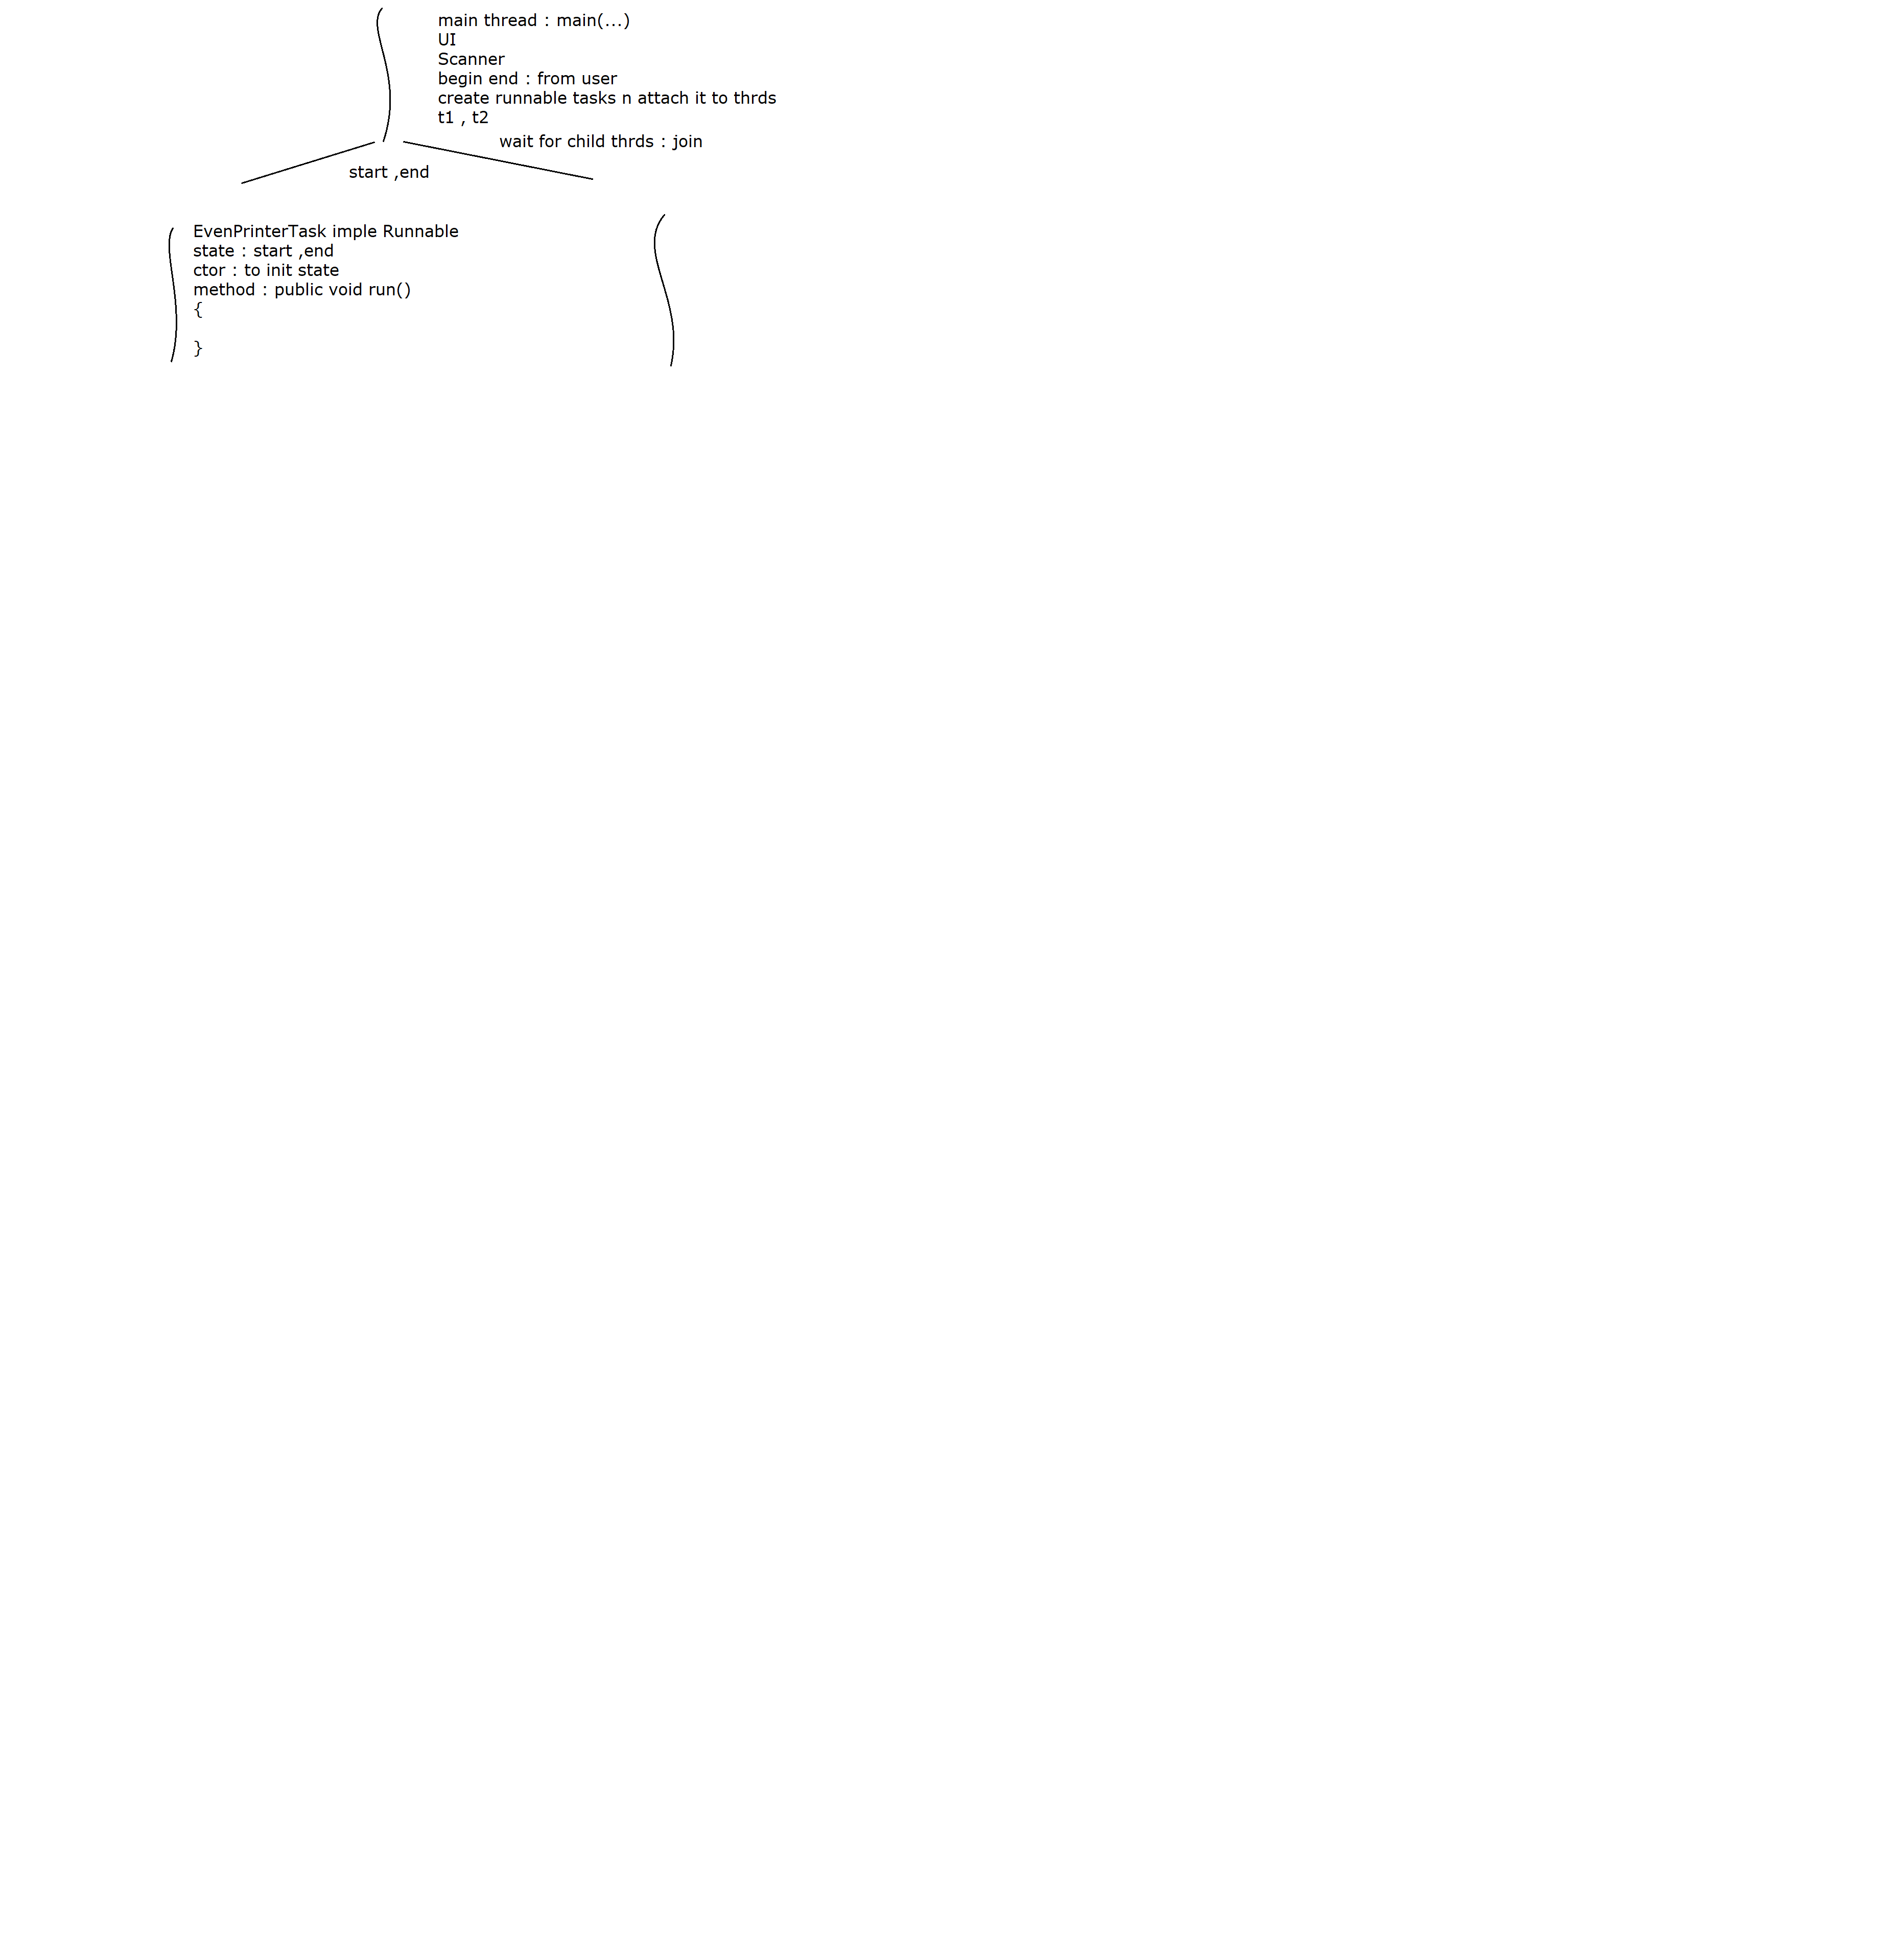 main thread : main(...)
UI
Scanner
begin end : from user
create runnable tasks n attach it to thrds
t1 , t2
wait for child thrds : join
start ,end
EvenPrinterTask imple Runnable
state : start ,end
ctor : to init state
method : public void run()
{
}